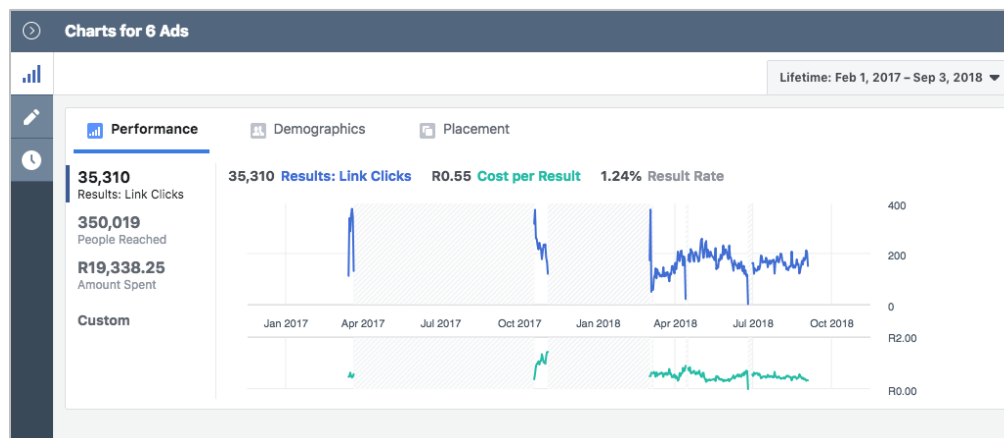 Charts for 6 Ads
Lifetime: Feb 1, 2017 – Sep 3, 2018
Performance Demographics Placement
35,310
Results: Link Clicks
350,019
People Reached
R19,338.25
Amount Spent
Custom
35,310 Results: Link Clicks R0.55 Cost per Result 1.24% Result Rate
400
200
0
Jan 2017 Apr 2017 Jul 2017 Oct 2017 Jan 2018 Apr 2018 Jul 2018 Oct 2018
R2.00
R0.00